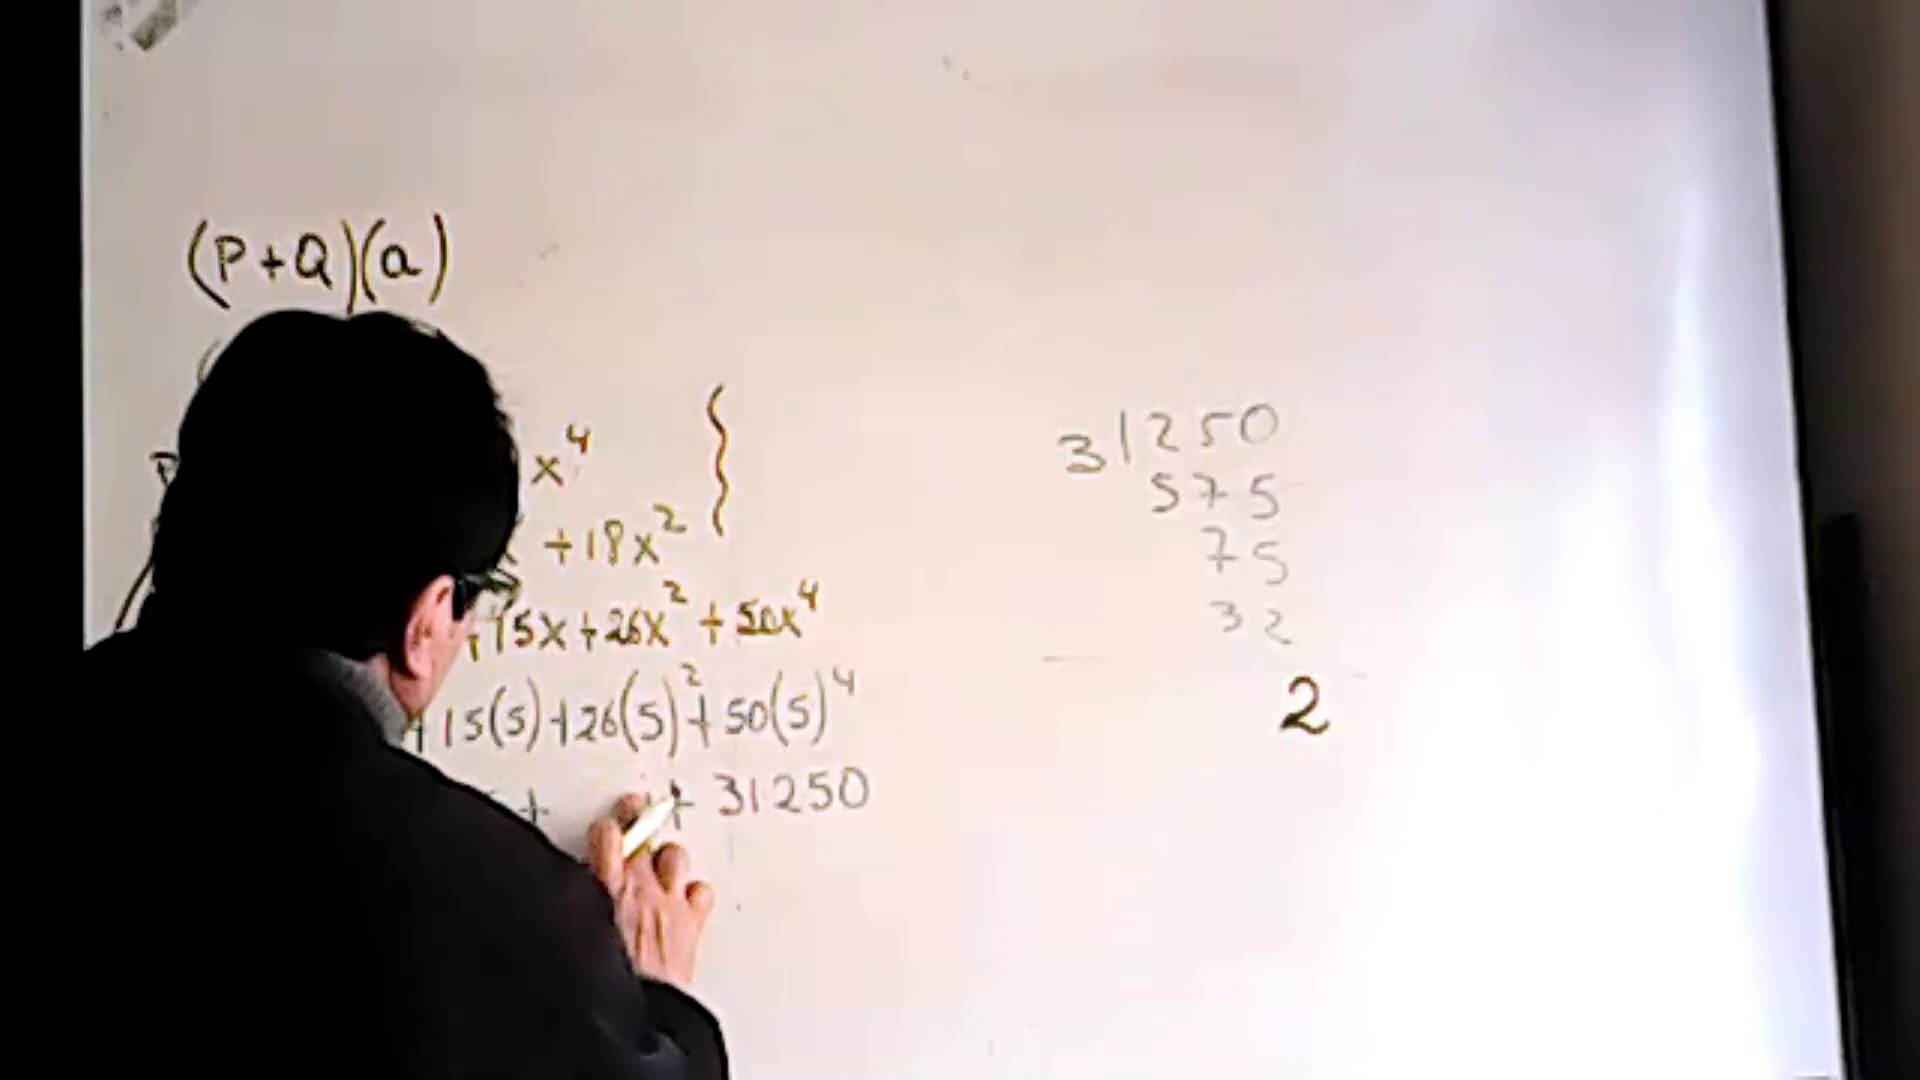 (P+Q)(a)
x⁴
+18x²
+15x+26x²+50x⁴
+15(5)+26(5)²+50(5)⁴
+ + 31250
31250
575
75
32
2